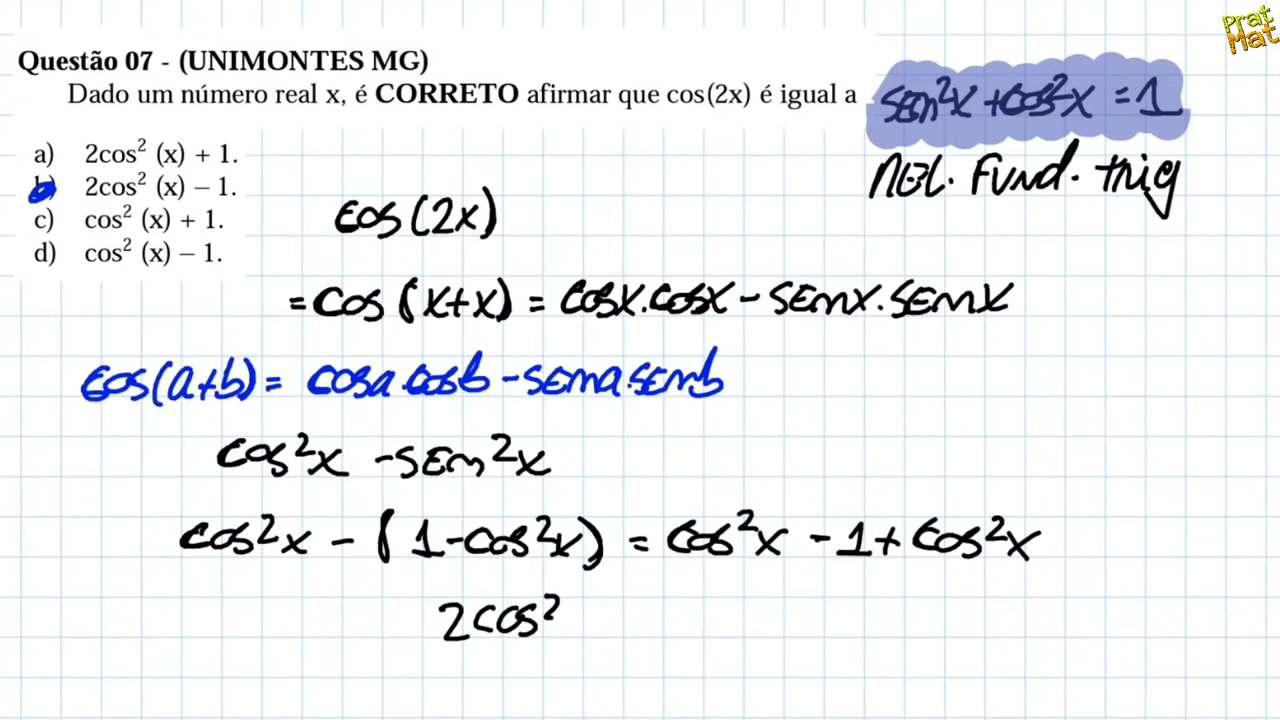 Prat
Mat
Questão 07 - (UNIMONTES MG)
Dado um número real x, é CORRETO afirmar que cos(2x) é igual a
sen²x + cos²x = 1
rel. fund. trig
a) 2cos² (x) + 1.
b) 2cos² (x) – 1.
c) cos² (x) + 1.
d) cos² (x) – 1.
cos(2x)
= cos(x+x) = cosx.cosx - senx.senx
cos(a+b) = cosa.cosb - sena.senb
cos²x - sen²x
cos²x - (1-cos²x) = cos²x - 1 + cos²x
2cos²